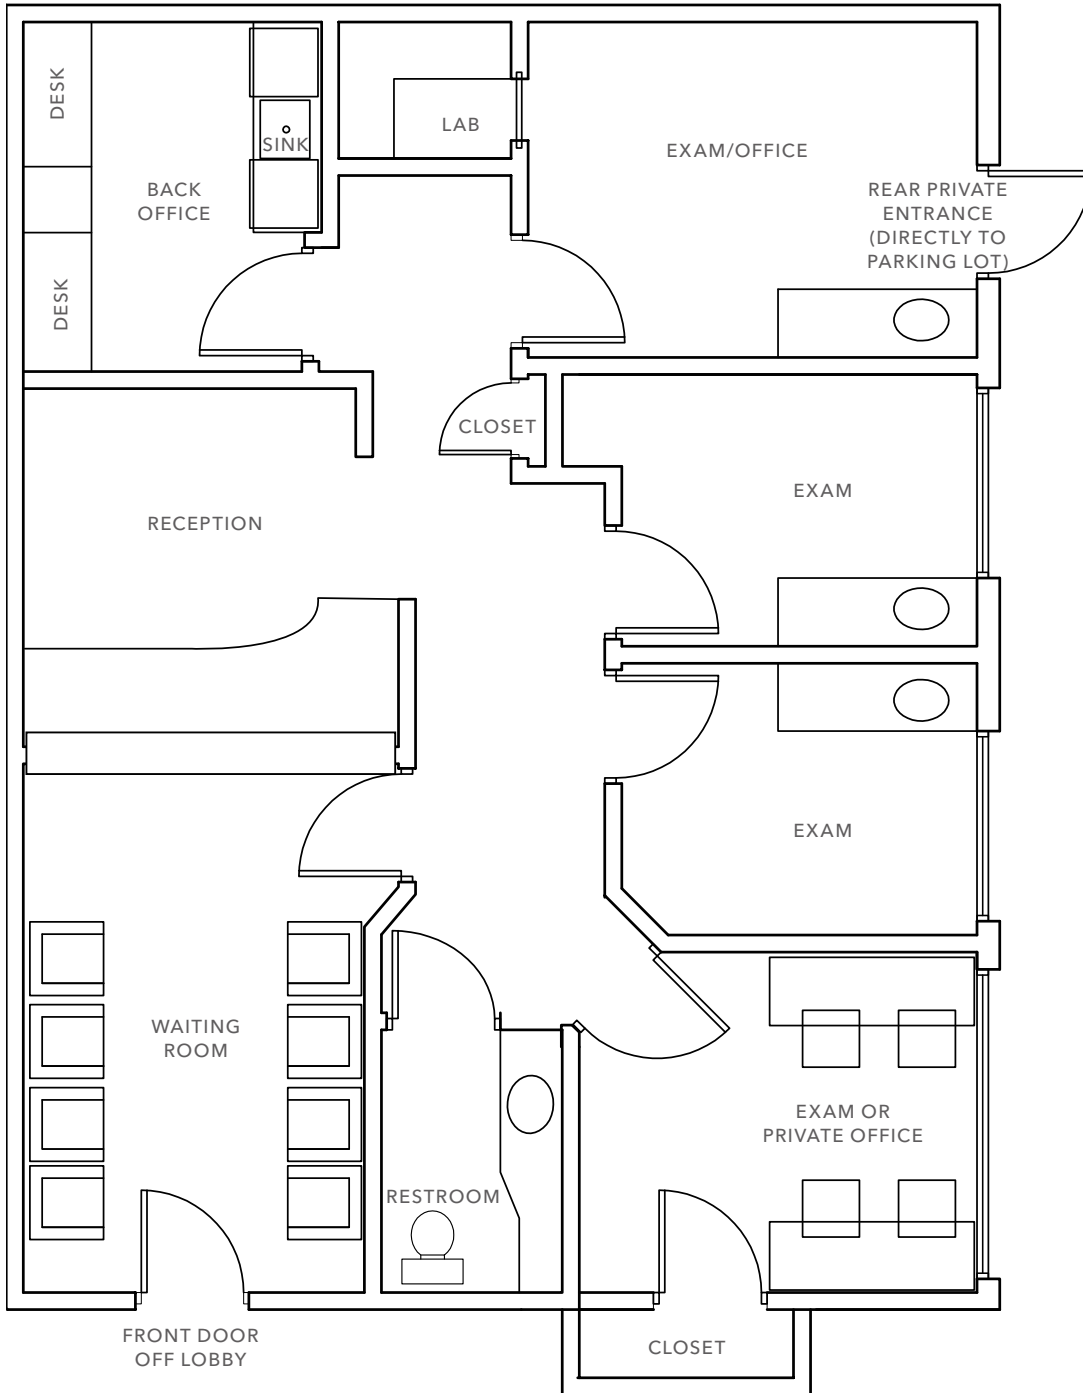 DESK
SINK
LAB
EXAM/OFFICE
BACK
OFFICE
REAR PRIVATE
ENTRANCE
(DIRECTLY TO
PARKING LOT)
DESK
CLOSET
EXAM
RECEPTION
EXAM
WAITING
ROOM
EXAM OR
PRIVATE OFFICE
RESTROOM
FRONT DOOR
OFF LOBBY
CLOSET